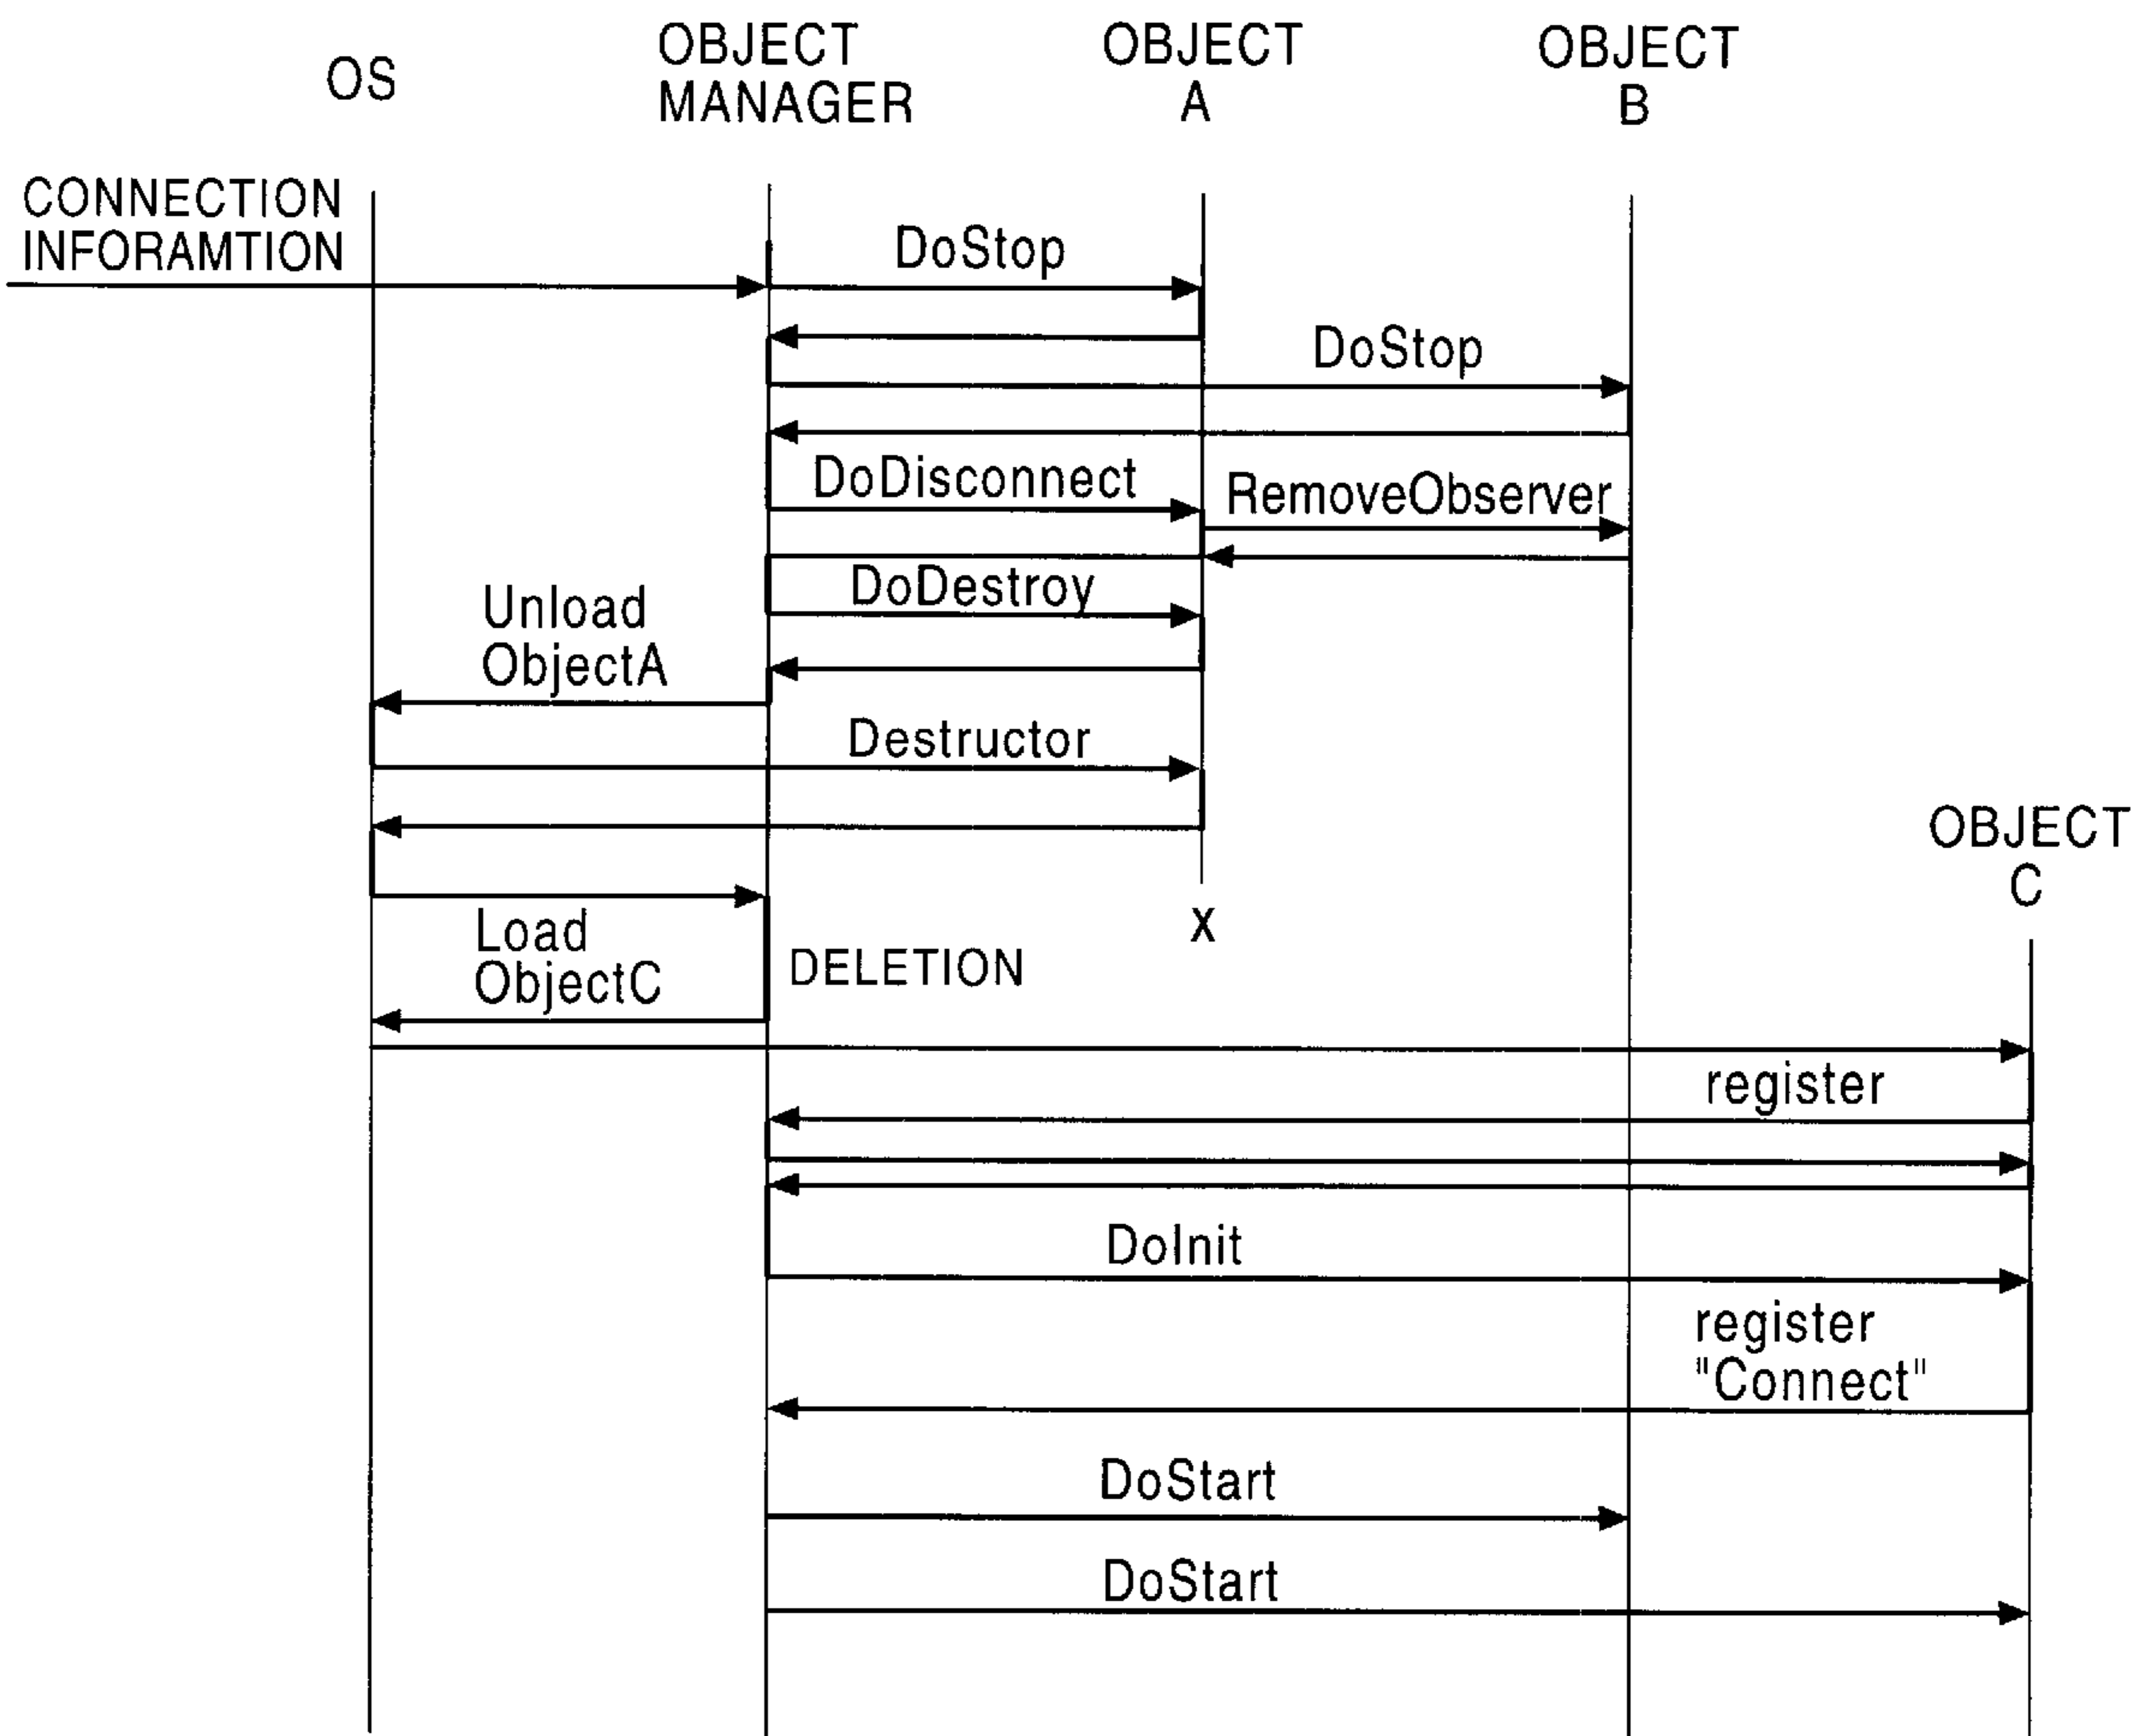 OS
OBJECT
MANAGER
OBJECT
A
OBJECT
B
CONNECTION
INFORAMTION
DoStop
DoStop
DoDisconnect
RemoveObserver
DoDestroy
Unload
ObjectA
Destructor
OBJECT
C
X
Load
ObjectC
DELETION
register
DoInit
register
"Connect"
DoStart
DoStart